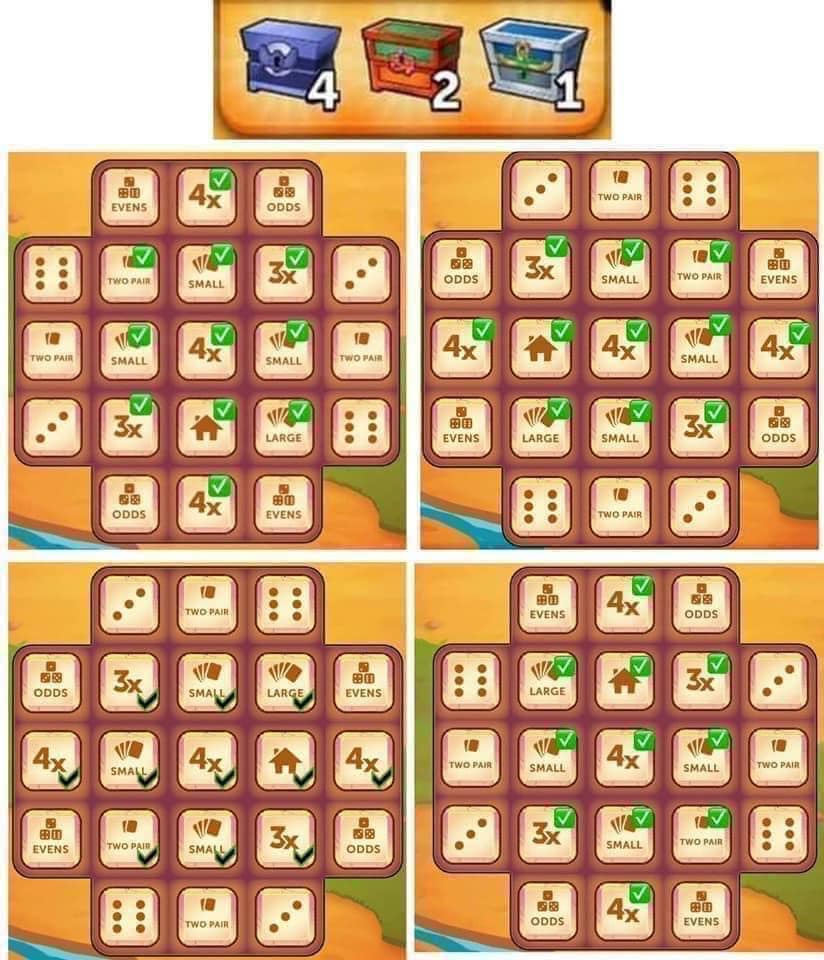 4 2 1
EVENS 4x ODDS
TWO PAIR SMALL 3x
TWO PAIR SMALL 4x SMALL TWO PAIR
3x LARGE
ODDS 4x EVENS
TWO PAIR
ODDS 3x SMALL TWO PAIR EVENS
4x 4x SMALL 4x
EVENS LARGE SMALL 3x ODDS
TWO PAIR
TWO PAIR
ODDS 3x SMALL LARGE EVENS
4x SMALL 4x 4x
EVENS TWO PAIR SMALL 3x ODDS
TWO PAIR
EVENS 4x ODDS
LARGE 3x
TWO PAIR SMALL 4x SMALL TWO PAIR
3x SMALL TWO PAIR
ODDS 4x EVENS